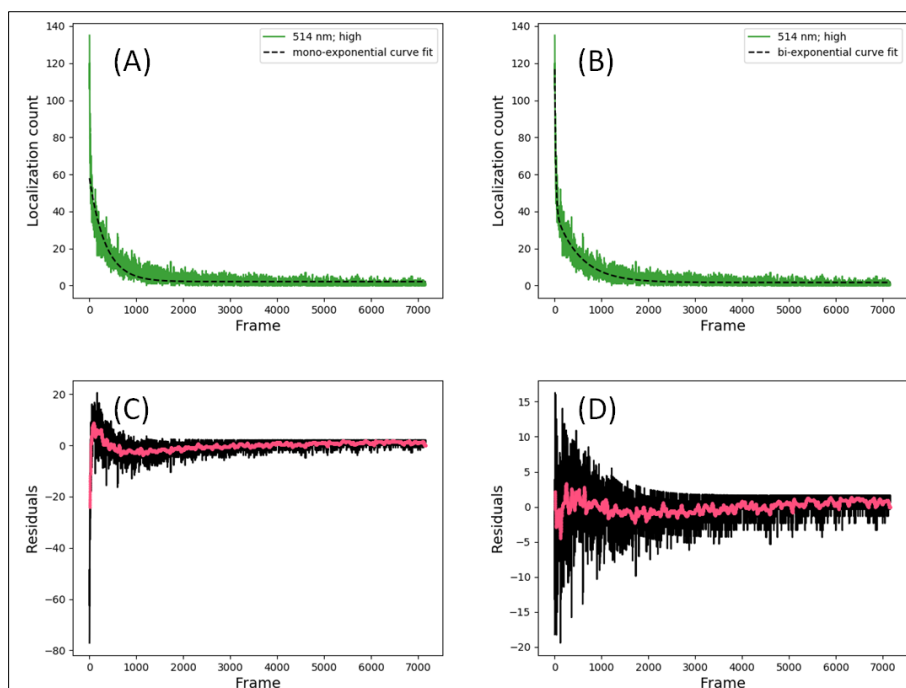 (A)
514 nm; high
mono-exponential curve fit
Localization count
140
120
100
80
60
40
20
0
0 1000 2000 3000 4000 5000 6000 7000
Frame
(B)
514 nm; high
bi-exponential curve fit
Localization count
140
120
100
80
60
40
20
0
0 1000 2000 3000 4000 5000 6000 7000
Frame
(C)
Residuals
20
0
−20
−40
−60
−80
0 1000 2000 3000 4000 5000 6000 7000
Frame
(D)
Residuals
15
10
5
0
−5
−10
−15
−20
0 1000 2000 3000 4000 5000 6000 7000
Frame